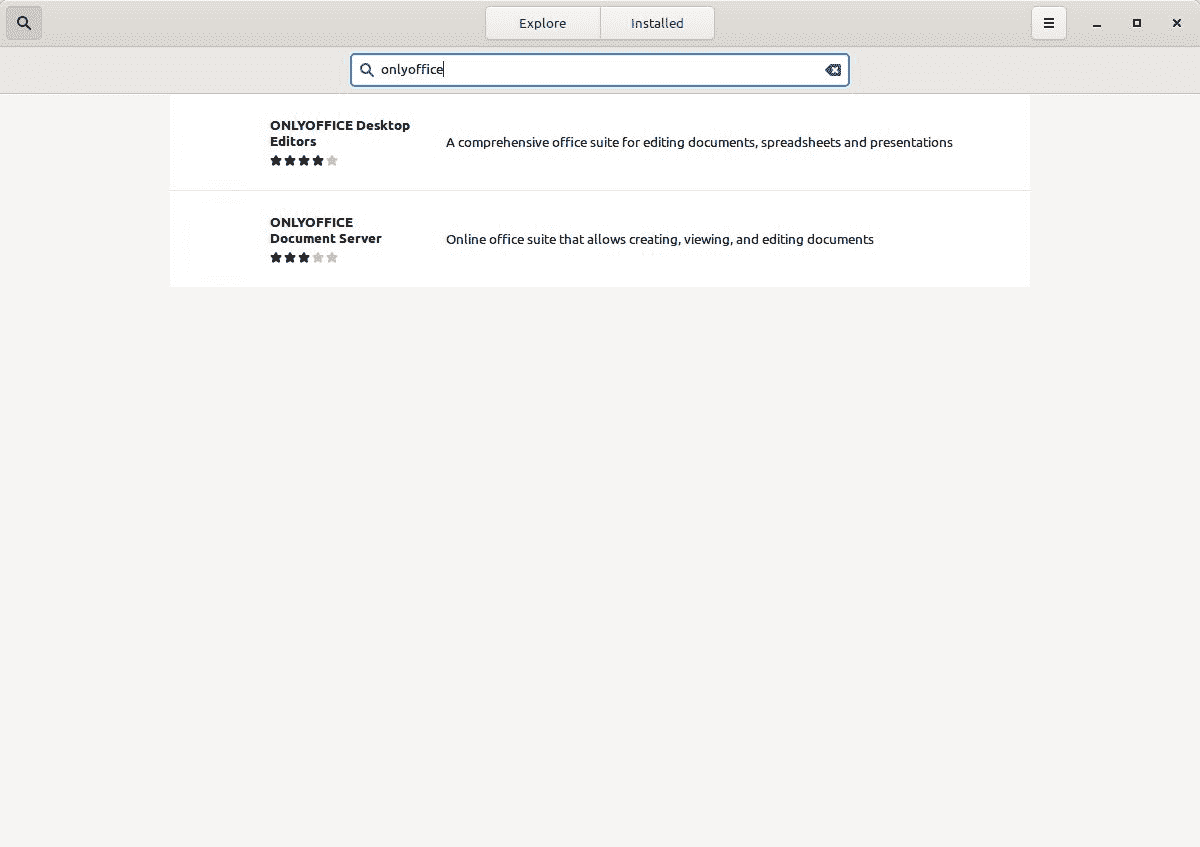 Explore
Installed
onlyoffice
ONLYOFFICE Desktop
Editors
A comprehensive office suite for editing documents, spreadsheets and presentations
ONLYOFFICE
Document Server
Online office suite that allows creating, viewing, and editing documents